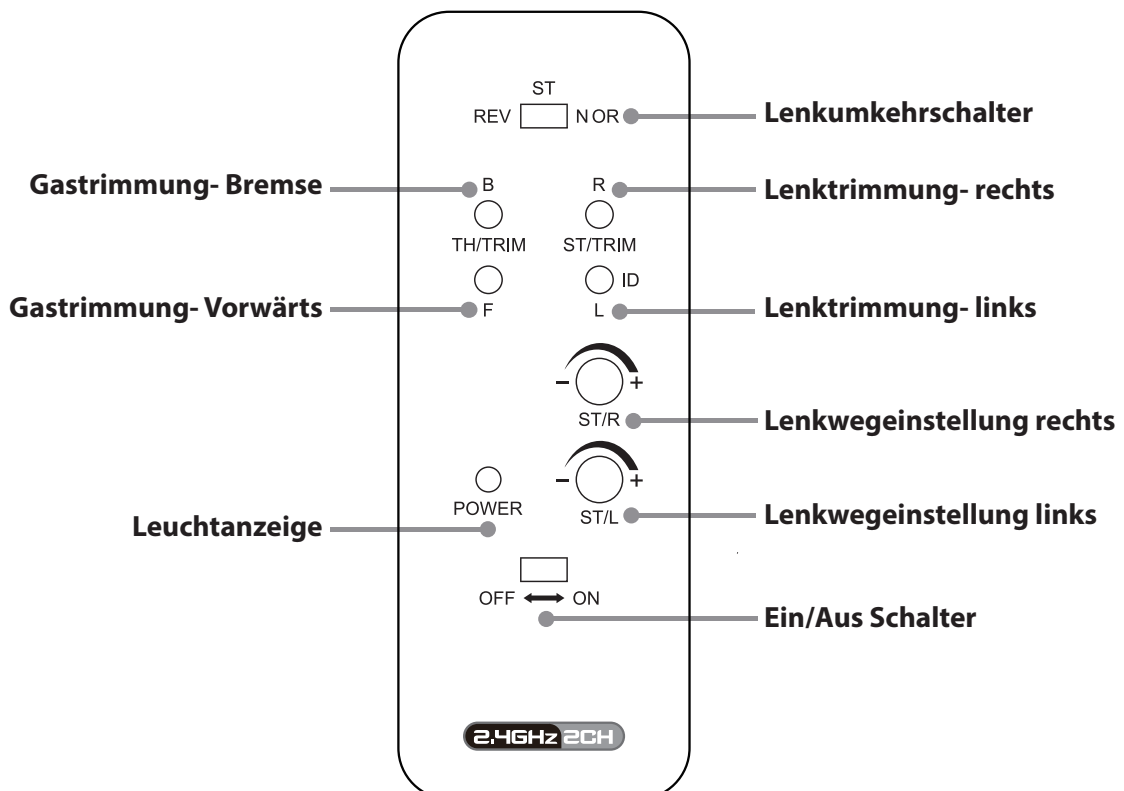 ST
REV NOR Lenkumkehrschalter
Gastrimmung- Bremse B R Lenktrimmung- rechts
TH/TRIM ST/TRIM
ID
Gastrimmung- Vorwärts F L Lenktrimmung- links
- +
ST/R Lenkwegeinstellung rechts
- +
POWER ST/L Lenkwegeinstellung links
Leuchtanzeige
OFF ON
Ein/Aus Schalter
2.4GHz 2CH